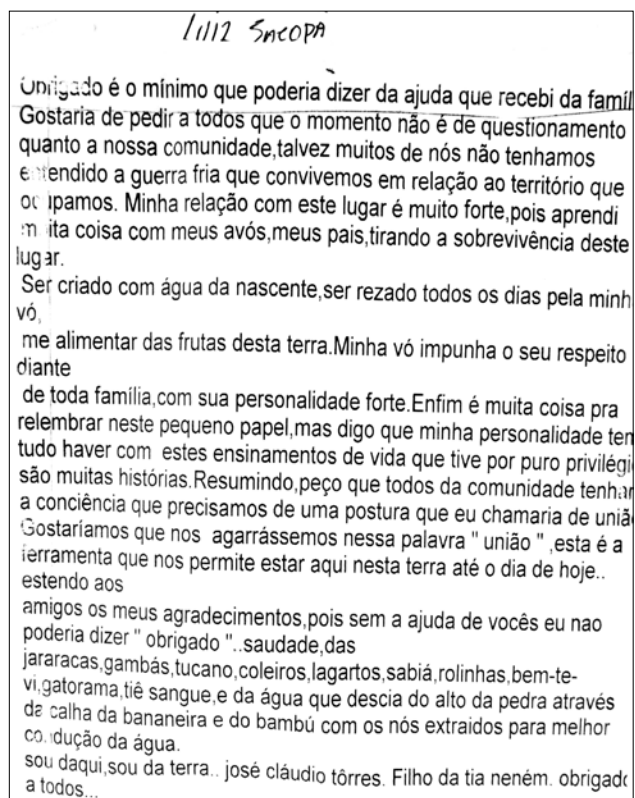 1/1112 SACOPA
Obrigado é o mínimo que poderia dizer da ajuda que recebi da famíl
Gostaria de pedir a todos que o momento não é de questionamento
quanto a nossa comunidade,talvez muitos de nós não tenhamos
entendido a guerra fria que convivemos em relação ao território que
ocupamos. Minha relação com este lugar é muito forte,pois aprendi
muita coisa com meus avós,meus pais,tirando a sobrevivência deste
lugar.
Ser criado com água da nascente,ser rezado todos os dias pela minh
vó,
me alimentar das frutas desta terra.Minha vó impunha o seu respeito
diante
de toda família,com sua personalidade forte.Enfim é muita coisa pra
relembrar neste pequeno papel,mas digo que minha personalidade tem
tudo haver com estes ensinamentos de vida que tive por puro privilégi
são muitas histórias.Resumindo,peço que todos da comunidade tenham
a conciência que precisamos de uma postura que eu chamaria de uniã
Gostaríamos que nos agarrássemos nessa palavra " união " ,esta é a
ferramenta que nos permite estar aqui nesta terra até o dia de hoje..
estendo aos
amigos os meus agradecimentos,pois sem a ajuda de vocês eu nao
poderia dizer " obrigado "..saudade,das
jararacas,gambás,tucano,coleiros,lagartos,sabiá,rolinhas,bem-te-
vi,gatorama,tiê sangue,e da água que descia do alto da pedra através
da calha da bananeira e do bambú com os nós extraidos para melhor
condução da água.
sou daqui,sou da terra.. josé cláudio tôrres. Filho da tia neném. obrigado
a todos...